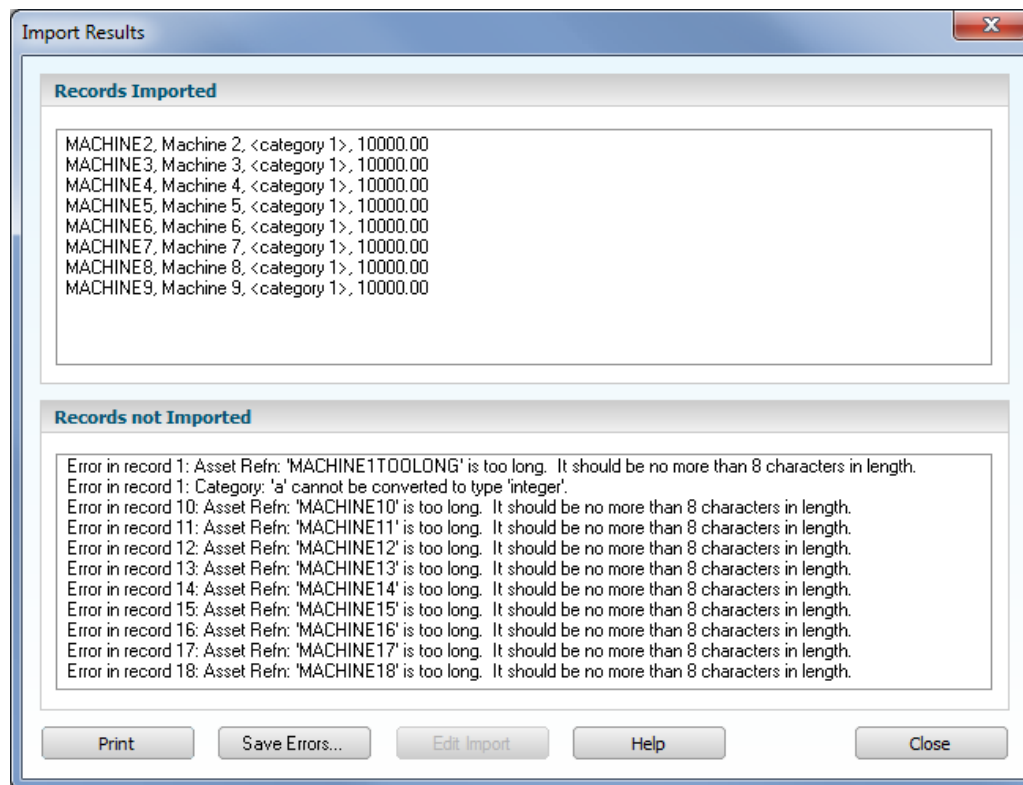 Import Results
Records Imported
MACHINE2, Machine 2, <category 1>, 10000.00
MACHINE3, Machine 3, <category 1>, 10000.00
MACHINE4, Machine 4, <category 1>, 10000.00
MACHINE5, Machine 5, <category 1>, 10000.00
MACHINE6, Machine 6, <category 1>, 10000.00
MACHINE7, Machine 7, <category 1>, 10000.00
MACHINE8, Machine 8, <category 1>, 10000.00
MACHINE9, Machine 9, <category 1>, 10000.00
Records not Imported
Error in record 1: Asset Refn: 'MACHINE1TOOLONG' is too long.  It should be no more than 8 characters in length.
Error in record 1: Category: 'a' cannot be converted to type 'integer'.
Error in record 10: Asset Refn: 'MACHINE10' is too long.  It should be no more than 8 characters in length.
Error in record 11: Asset Refn: 'MACHINE11' is too long.  It should be no more than 8 characters in length.
Error in record 12: Asset Refn: 'MACHINE12' is too long.  It should be no more than 8 characters in length.
Error in record 13: Asset Refn: 'MACHINE13' is too long.  It should be no more than 8 characters in length.
Error in record 14: Asset Refn: 'MACHINE14' is too long.  It should be no more than 8 characters in length.
Error in record 15: Asset Refn: 'MACHINE15' is too long.  It should be no more than 8 characters in length.
Error in record 16: Asset Refn: 'MACHINE16' is too long.  It should be no more than 8 characters in length.
Error in record 17: Asset Refn: 'MACHINE17' is too long.  It should be no more than 8 characters in length.
Error in record 18: Asset Refn: 'MACHINE18' is too long.  It should be no more than 8 characters in length.
Print Save Errors... Edit Import Help Close